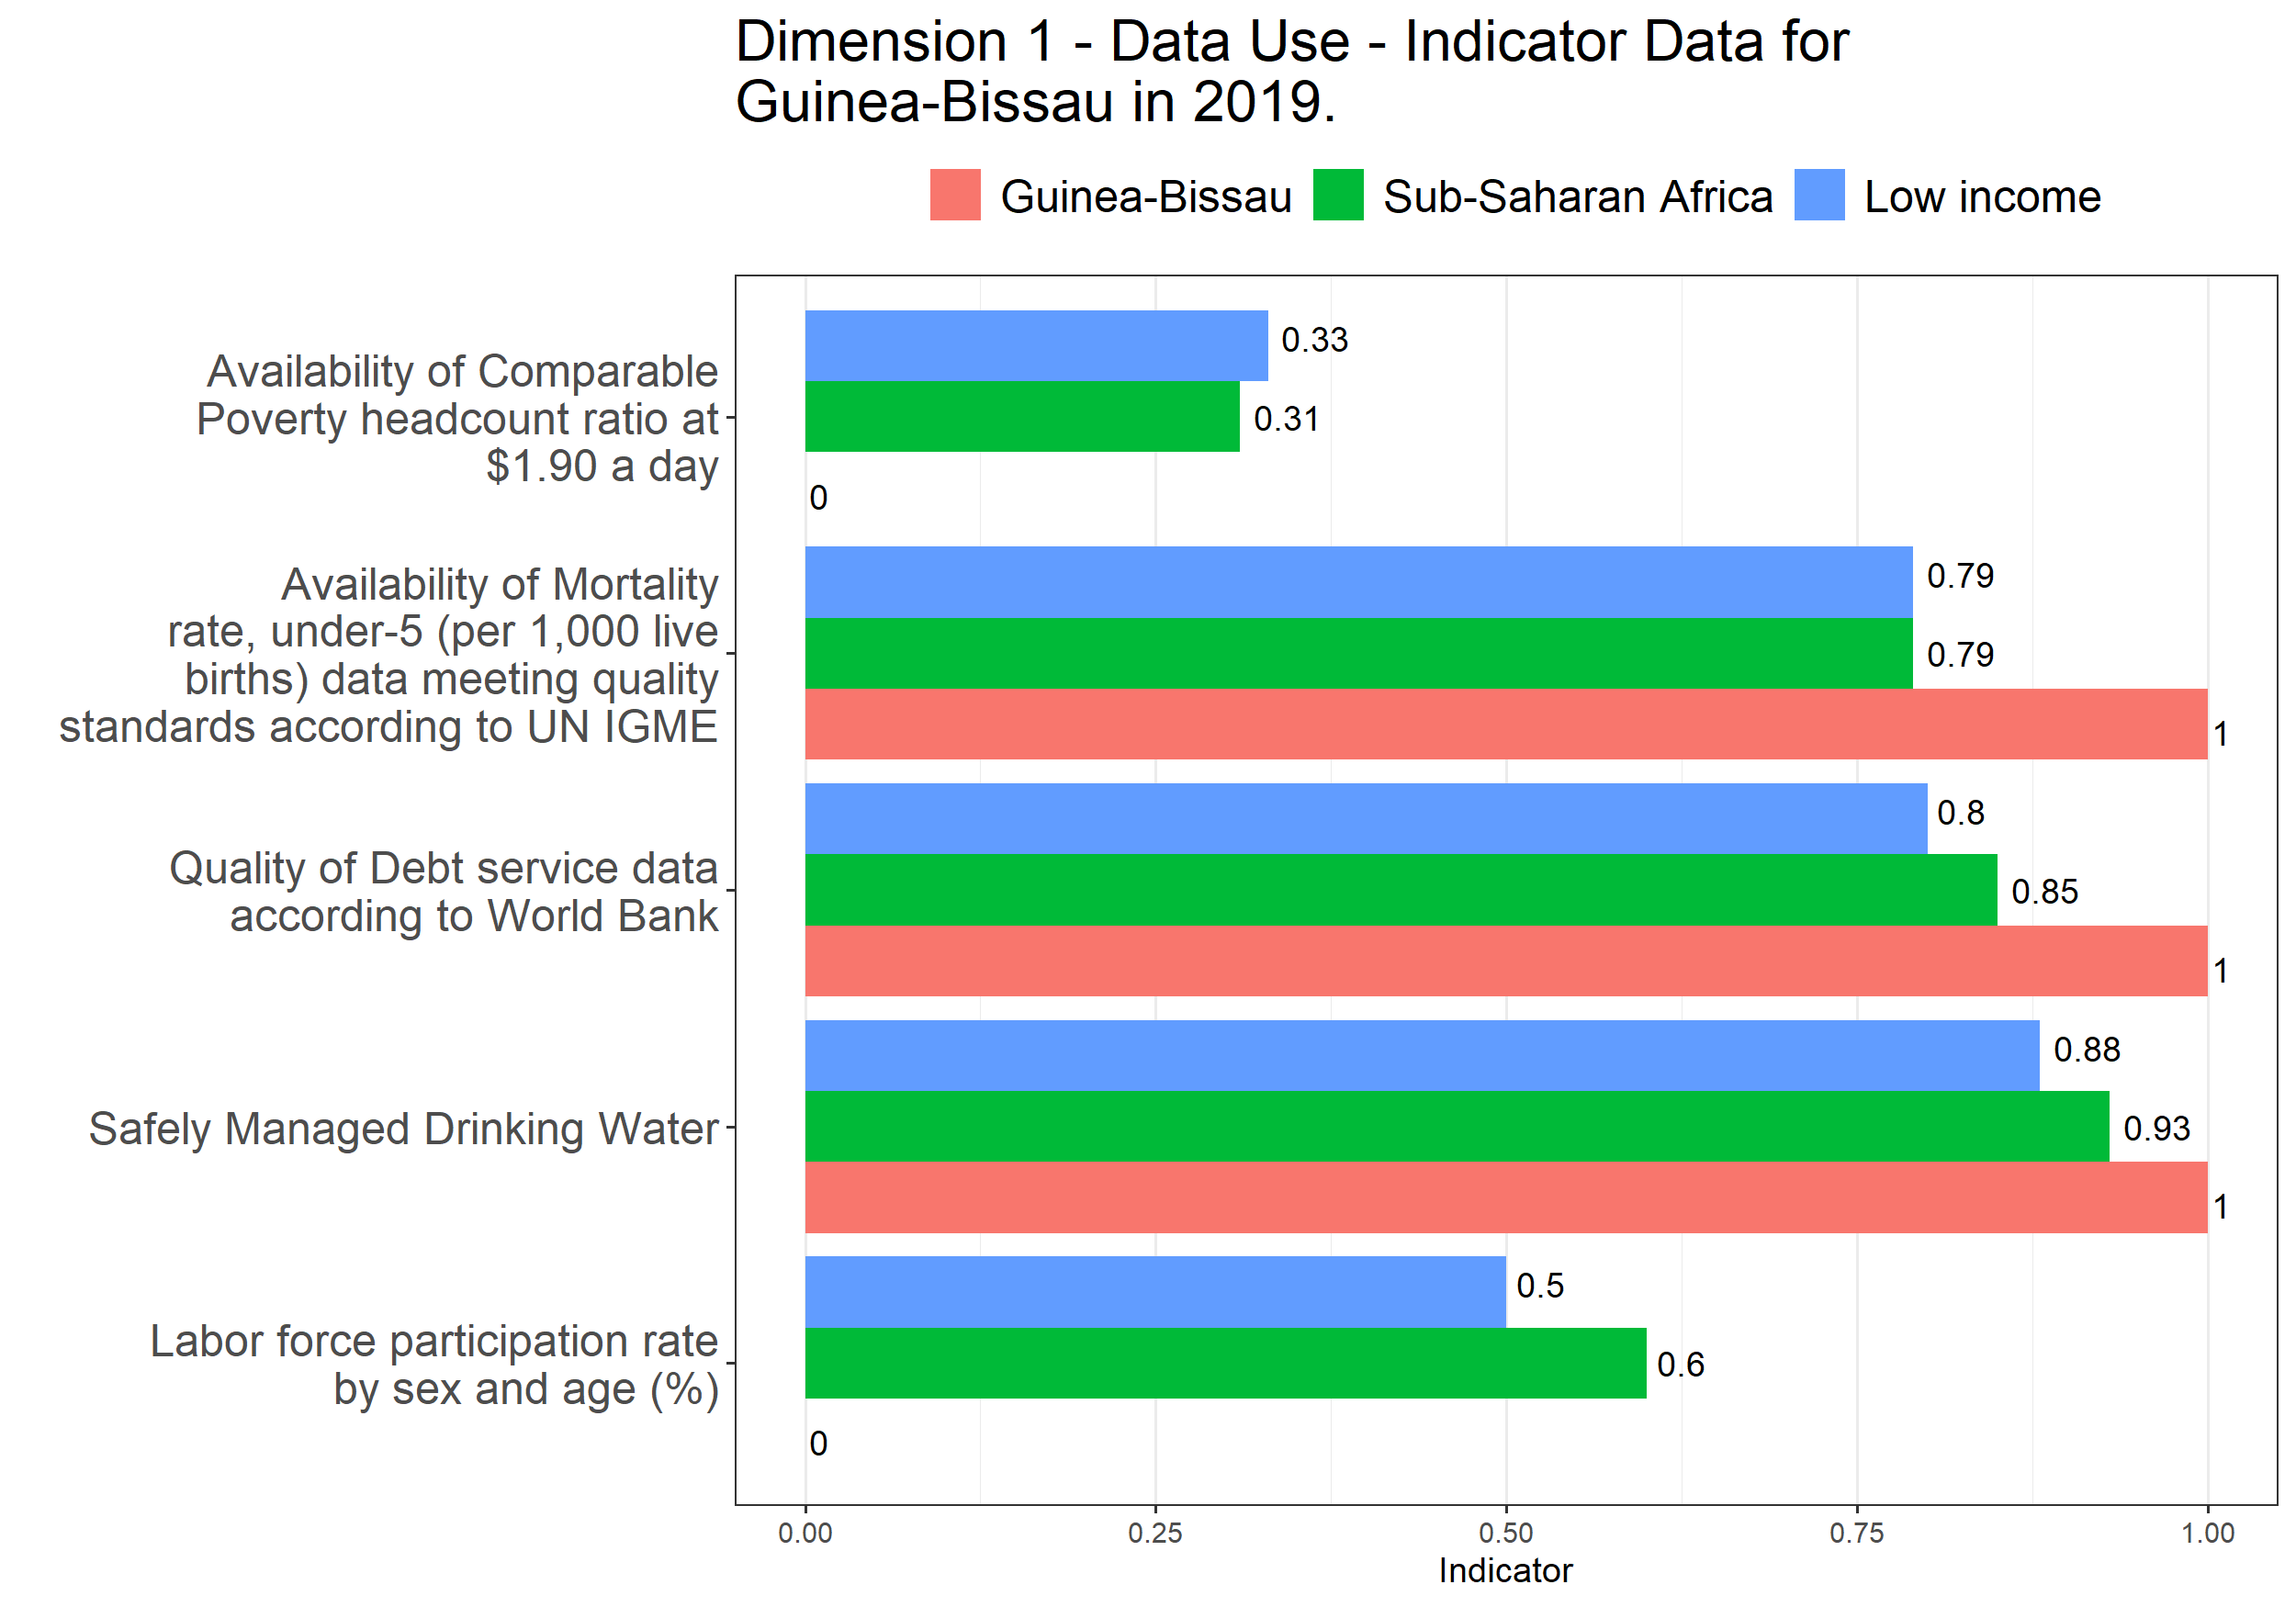 Dimension 1 - Data Use - Indicator Data for
Guinea-Bissau in 2019.
Guinea-Bissau Sub-Saharan Africa Low income
Availability of Comparable
Poverty headcount ratio at
$1.90 a day
0.33
0.31
0
Availability of Mortality
rate, under-5 (per 1,000 live
births) data meeting quality
standards according to UN IGME
0.79
0.79
1
Quality of Debt service data
according to World Bank
0.8
0.85
1
Safely Managed Drinking Water
0.88
0.93
1
Labor force participation rate
by sex and age (%)
0.5
0.6
0
0.00 0.25 0.50 0.75 1.00
Indicator